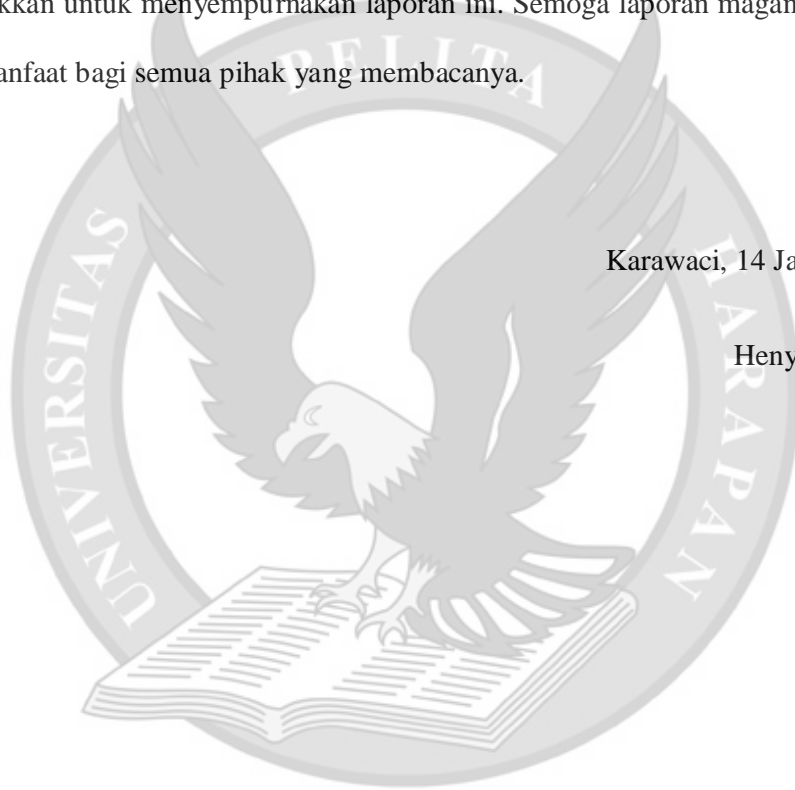 kkan untuk menyempurnakan laporan ini. Semoga laporan magan
anfaat bagi semua pihak yang membacanya.
Karawaci, 14 Ja
Heny
UNIVERSITAS PELITA HARAPAN